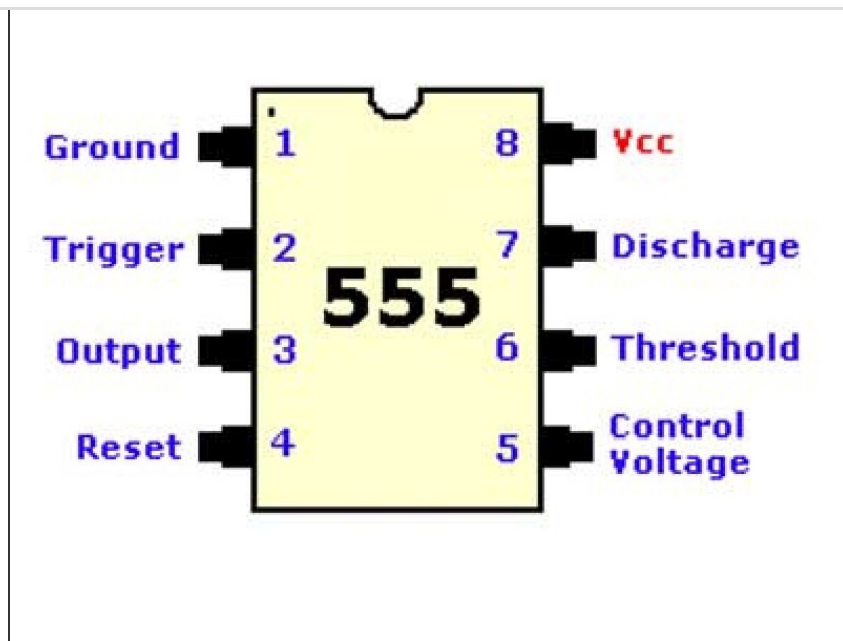 Ground 1 8 Vcc
Trigger 2 7 Discharge
555
Output 3 6 Threshold
Reset 4 5 Control
Voltage